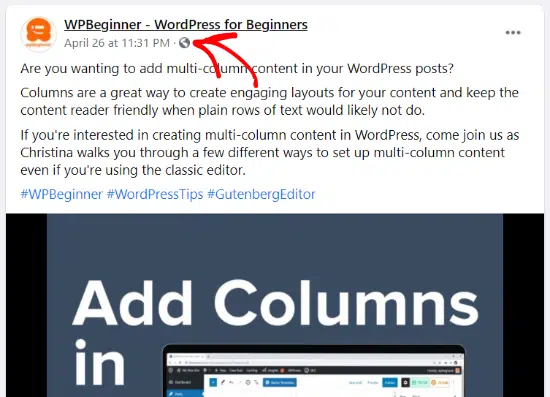 WPBeginner - WordPress for Beginners
April 26 at 11:31 PM ·
Are you wanting to add multi-column content in your WordPress posts?
Columns are a great way to create engaging layouts for your content and keep the
content reader friendly when plain rows of text would likely not do.
If you're interested in creating multi-column content in WordPress, come join us as
Christina walks you through a few different ways to set up multi-column content
even if you're using the classic editor.
#WPBeginner #WordPressTips #GutenbergEditor
Add Columns
in